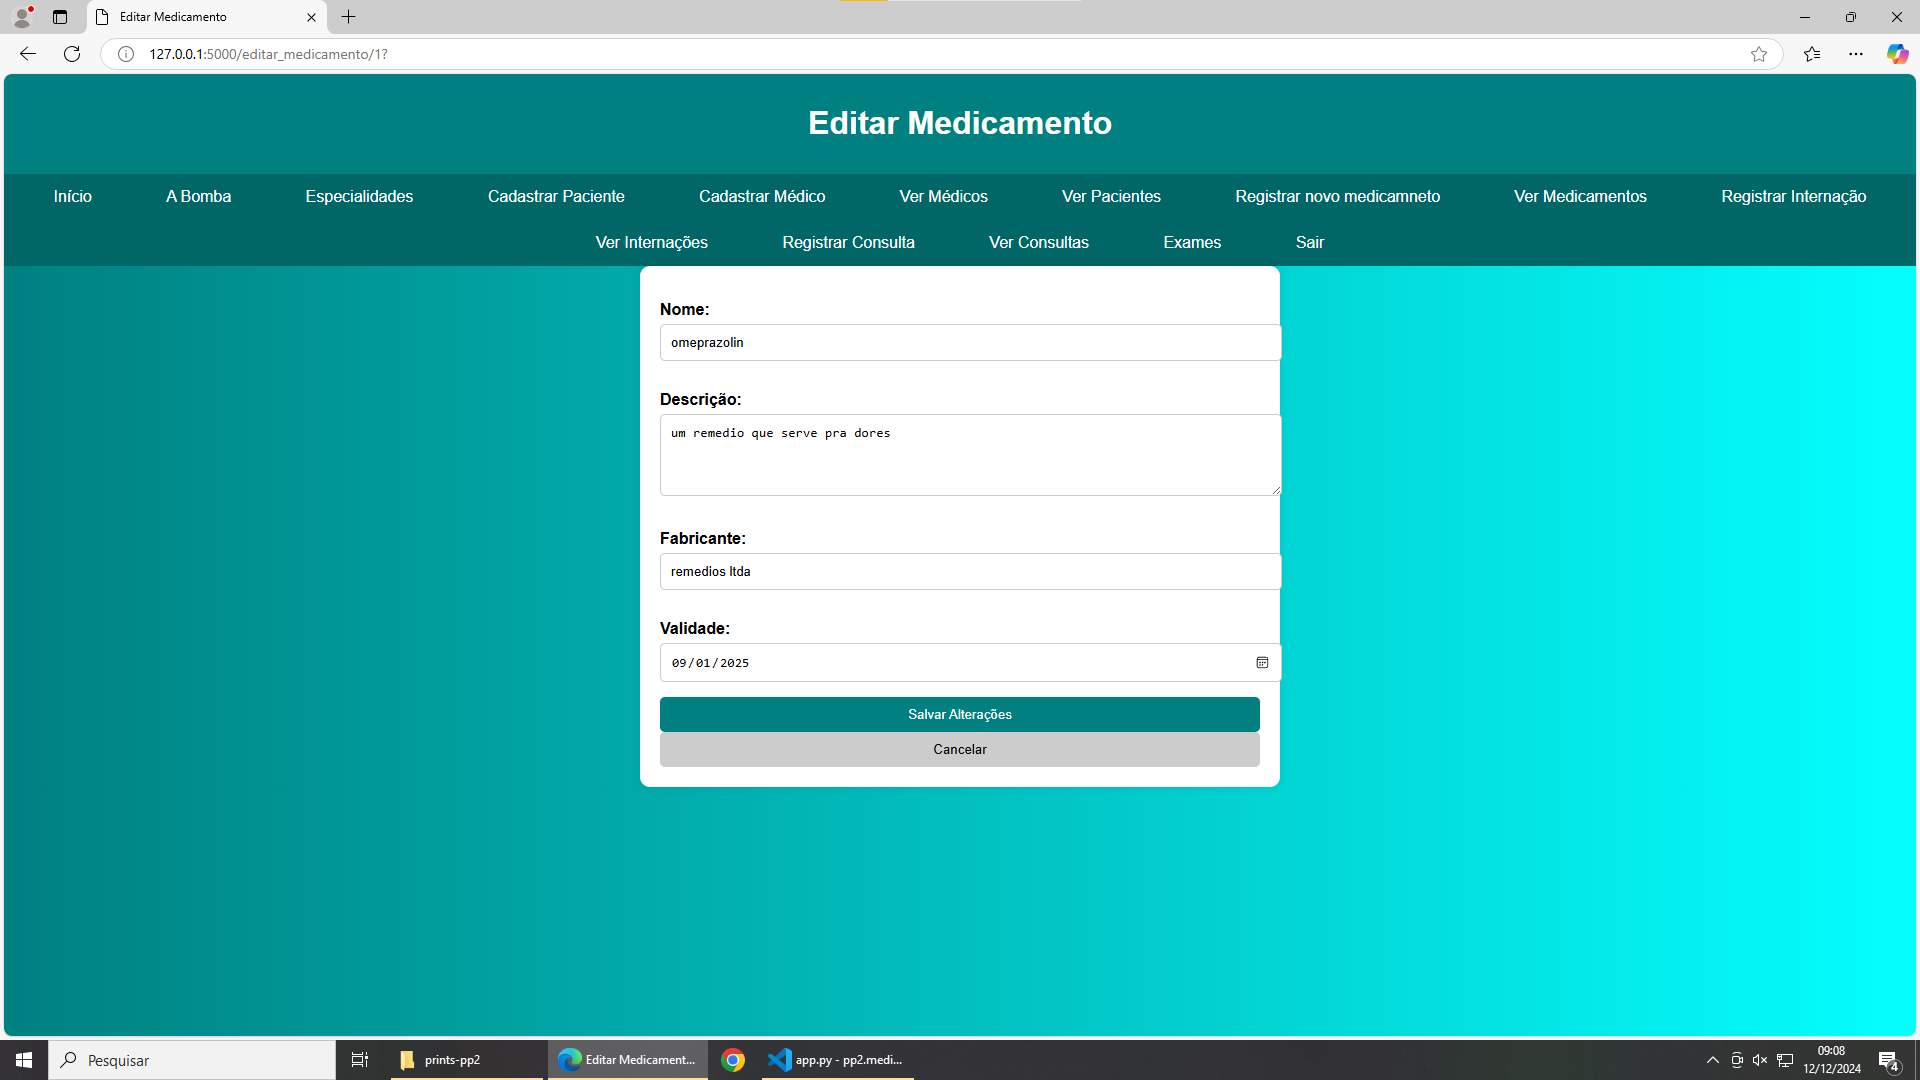 Editar Medicamento
127.0.0.1:5000/editar_medicamento/1?
Editar Medicamento
Início A Bomba Especialidades Cadastrar Paciente Cadastrar Médico Ver Médicos Ver Pacientes Registrar novo medicamneto Ver Medicamentos Registrar Internação
Ver Internações Registrar Consulta Ver Consultas Exames Sair
Nome:
omeprazolin
Descrição:
um remedio que serve pra dores
Fabricante:
remedios ltda
Validade:
09/01/2025
Salvar Alterações
Cancelar
Pesquisar prints-pp2 Editar Medicament... app.py - pp2.medi... 09:08
12/12/2024 4